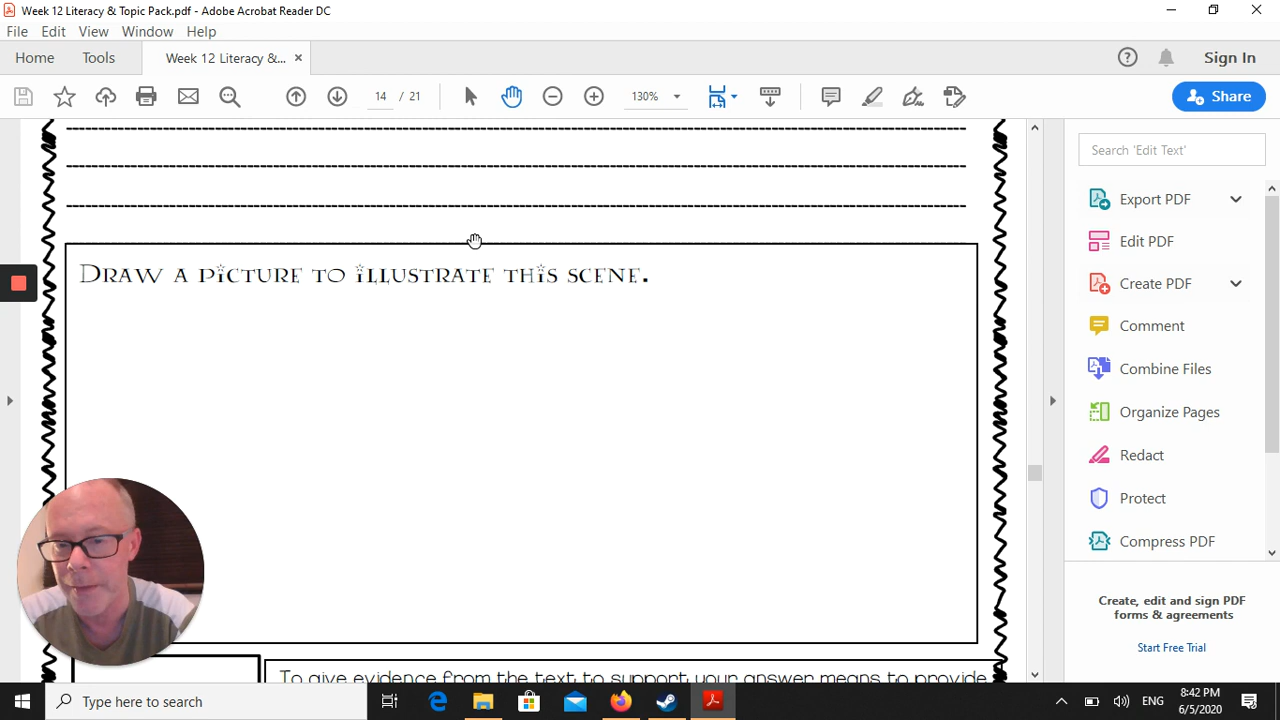 Week 12 Literacy & Topic Pack.pdf - Adobe Acrobat Reader DC
File Edit View Window Help
Home Tools Week 12 Literacy &... × Sign In
14 / 21 130% Share
Search 'Edit Text'
Export PDF
Edit PDF
Create PDF
Comment
Combine Files
Organize Pages
Redact
Protect
Compress PDF
Create, edit and sign PDF
forms & agreements
Start Free Trial
Draw a picture to illustrate this scene.
To give evidence from the text to support your answer means to provide
Type here to search
ENG
8:42 PM
6/5/2020